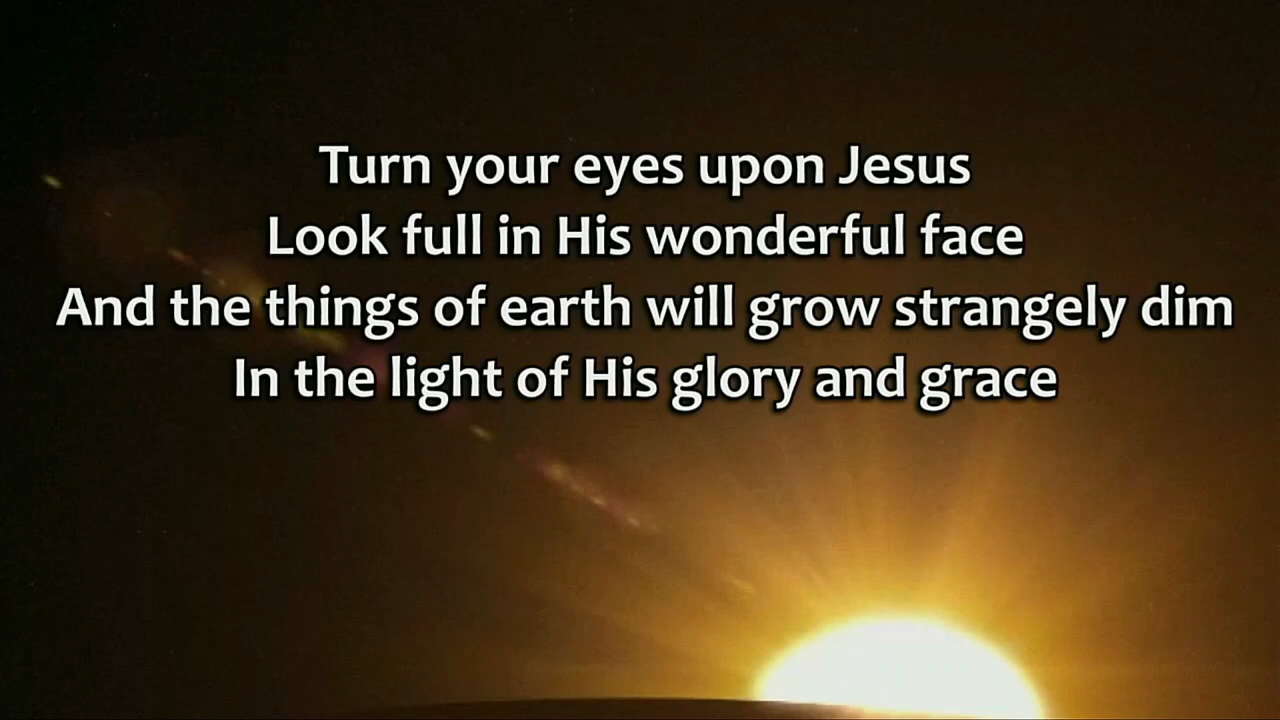 Turn your eyes upon Jesus
Look full in His wonderful face
And the things of earth will grow strangely dim
In the light of His glory and grace